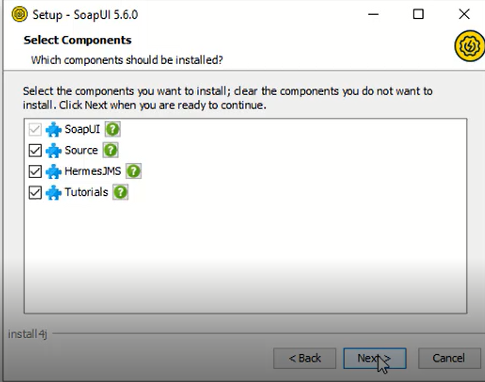 Setup - SoapUI 5.6.0
Select Components
Which components should be installed?
Select the components you want to install; clear the components you do not want to
install. Click Next when you are ready to continue.
SoapUI ?
Source ?
HermesJMS ?
Tutorials ?
install4j
< Back Next > Cancel